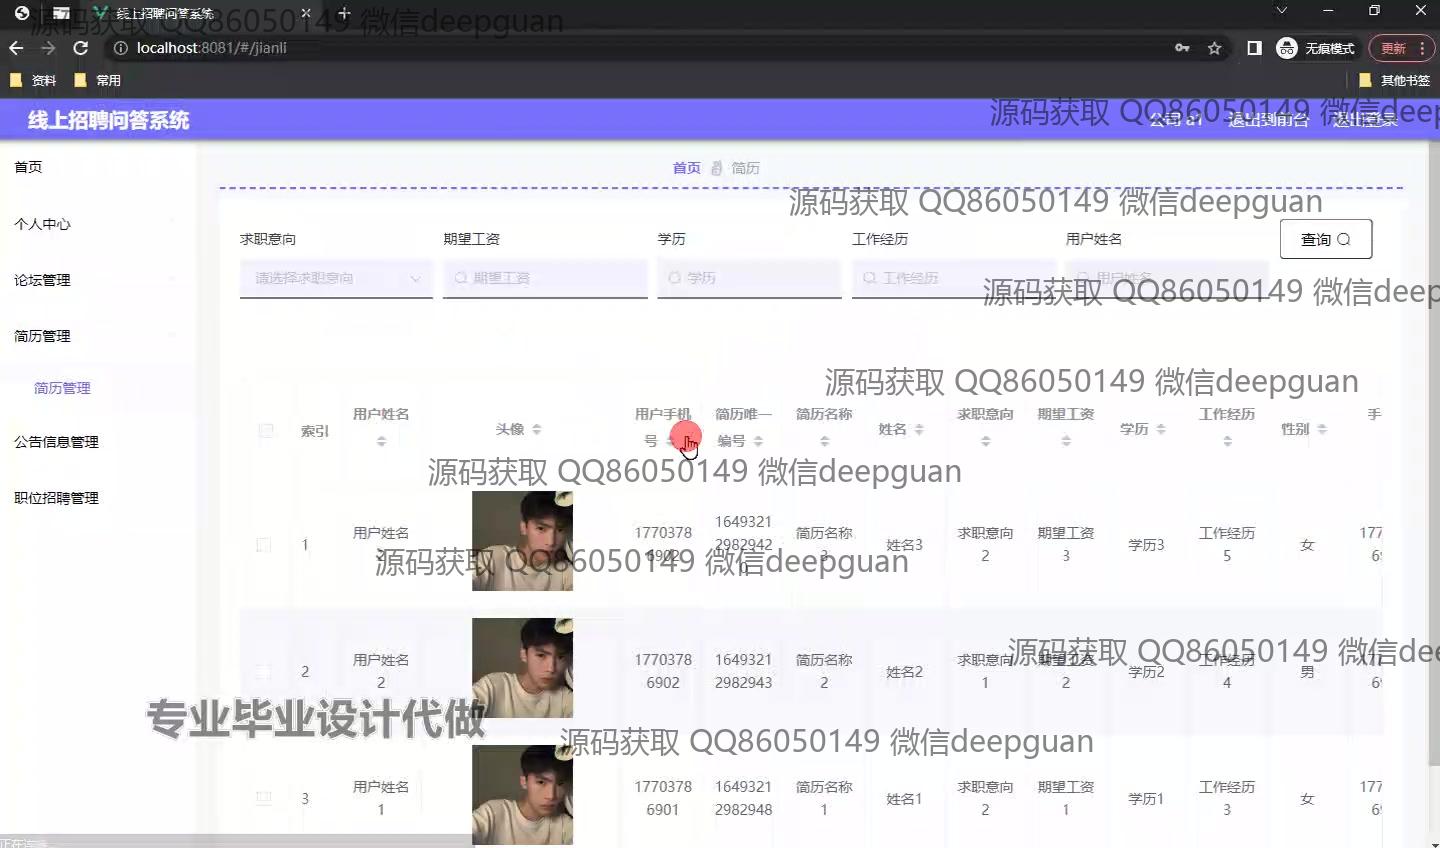 线上招聘问答系统
源码获取 QQ86050149 微信deepguan
localhost:8081/#/jianli
无痕模式
更新
资料
常用
其他书签
线上招聘问答系统
源码获取 QQ86050149 微信deep
公司 a1
退出到前台
退出登录
首页
个人中心
论坛管理
简历管理
简历管理
公告信息管理
职位招聘管理
首页
简历
源码获取 QQ86050149 微信deepguan
求职意向
期望工资
学历
工作经历
用户姓名
查询
请选择求职意向
期望工资
学历
工作经历
用户姓名
源码获取 QQ86050149 微信deep
源码获取 QQ86050149 微信deepguan
索引
用户姓名
头像
用户手机
号
简历唯一
编号
简历名称
姓名
求职意向
期望工资
学历
工作经历
性别
手
源码获取 QQ86050149 微信deepguan
1
用户姓名
1770378
6902
1649321
2982942
0
简历名称
3
姓名3
求职意向
2
期望工资
3
学历3
工作经历
5
女
177
6
源码获取 QQ86050149 微信deepguan
2
用户姓名
2
1770378
6902
1649321
2982943
简历名称
2
姓名2
求职意向
1
期望工资
2
学历2
工作经历
4
男
177
6
源码获取 QQ86050149 微信dee
专业毕业设计代做
源码获取 QQ86050149 微信deepguan
3
用户姓名
1
1770378
6901
1649321
2982948
简历名称
1
姓名1
求职意向
2
期望工资
1
学历1
工作经历
3
女
177
6